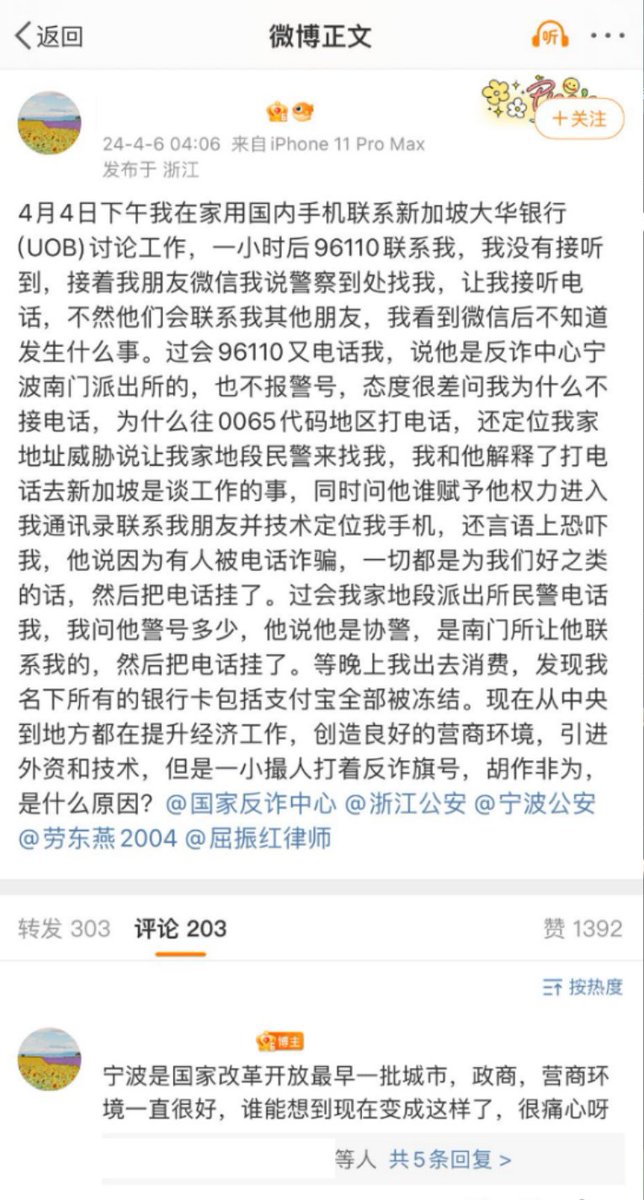 返回
微博正文
听
24-4-6 04:06 来自iPhone 11 Pro Max
发布于 浙江
+关注
4月4日下午我在家用国内手机联系新加坡大华银行
(UOB)讨论工作，一小时后96110联系我，我没有接听
到，接着我朋友微信我说警察到处找我，让我接听电
话，不然他们会联系我其他朋友，我看到微信后不知道
发生什么事。过会96110又电话我，说他是反诈中心宁
波南门派出所的，也不报警号，态度很差问我为什么不
接电话，为什么往0065代码地区打电话，还定位我家
地址威胁说让我家地段民警来找我，我和他解释了打电
话去新加坡是谈工作的事，同时问他谁赋予他权力进入
我通讯录联系我朋友并技术定位我手机，还言语上恐吓
我，他说因为有人被电话诈骗，一切都是为我们好之类
的话，然后把电话挂了。过会我家地段派出所民警电话
我，我问他警号多少，他说他是协警，是南门所让他联
系我的，然后把电话挂了。等晚上我出去消费，发现我
名下所有的银行卡包括支付宝全部被冻结。现在从中央
到地方都在提升经济工作，创造良好的营商环境，引进
外资和技术，但是一小撮人打着反诈旗号，胡作非为，
是什么原因？@国家反诈中心 @浙江公安 @宁波公安
@劳东燕2004 @屈振红律师
转发 303 评论 203 赞 1392
按热度
博主
宁波是国家改革开放最早一批城市，政商，营商环
境一直很好，谁能想到现在变成这样了，很痛心呀
等人 共5条回复 >